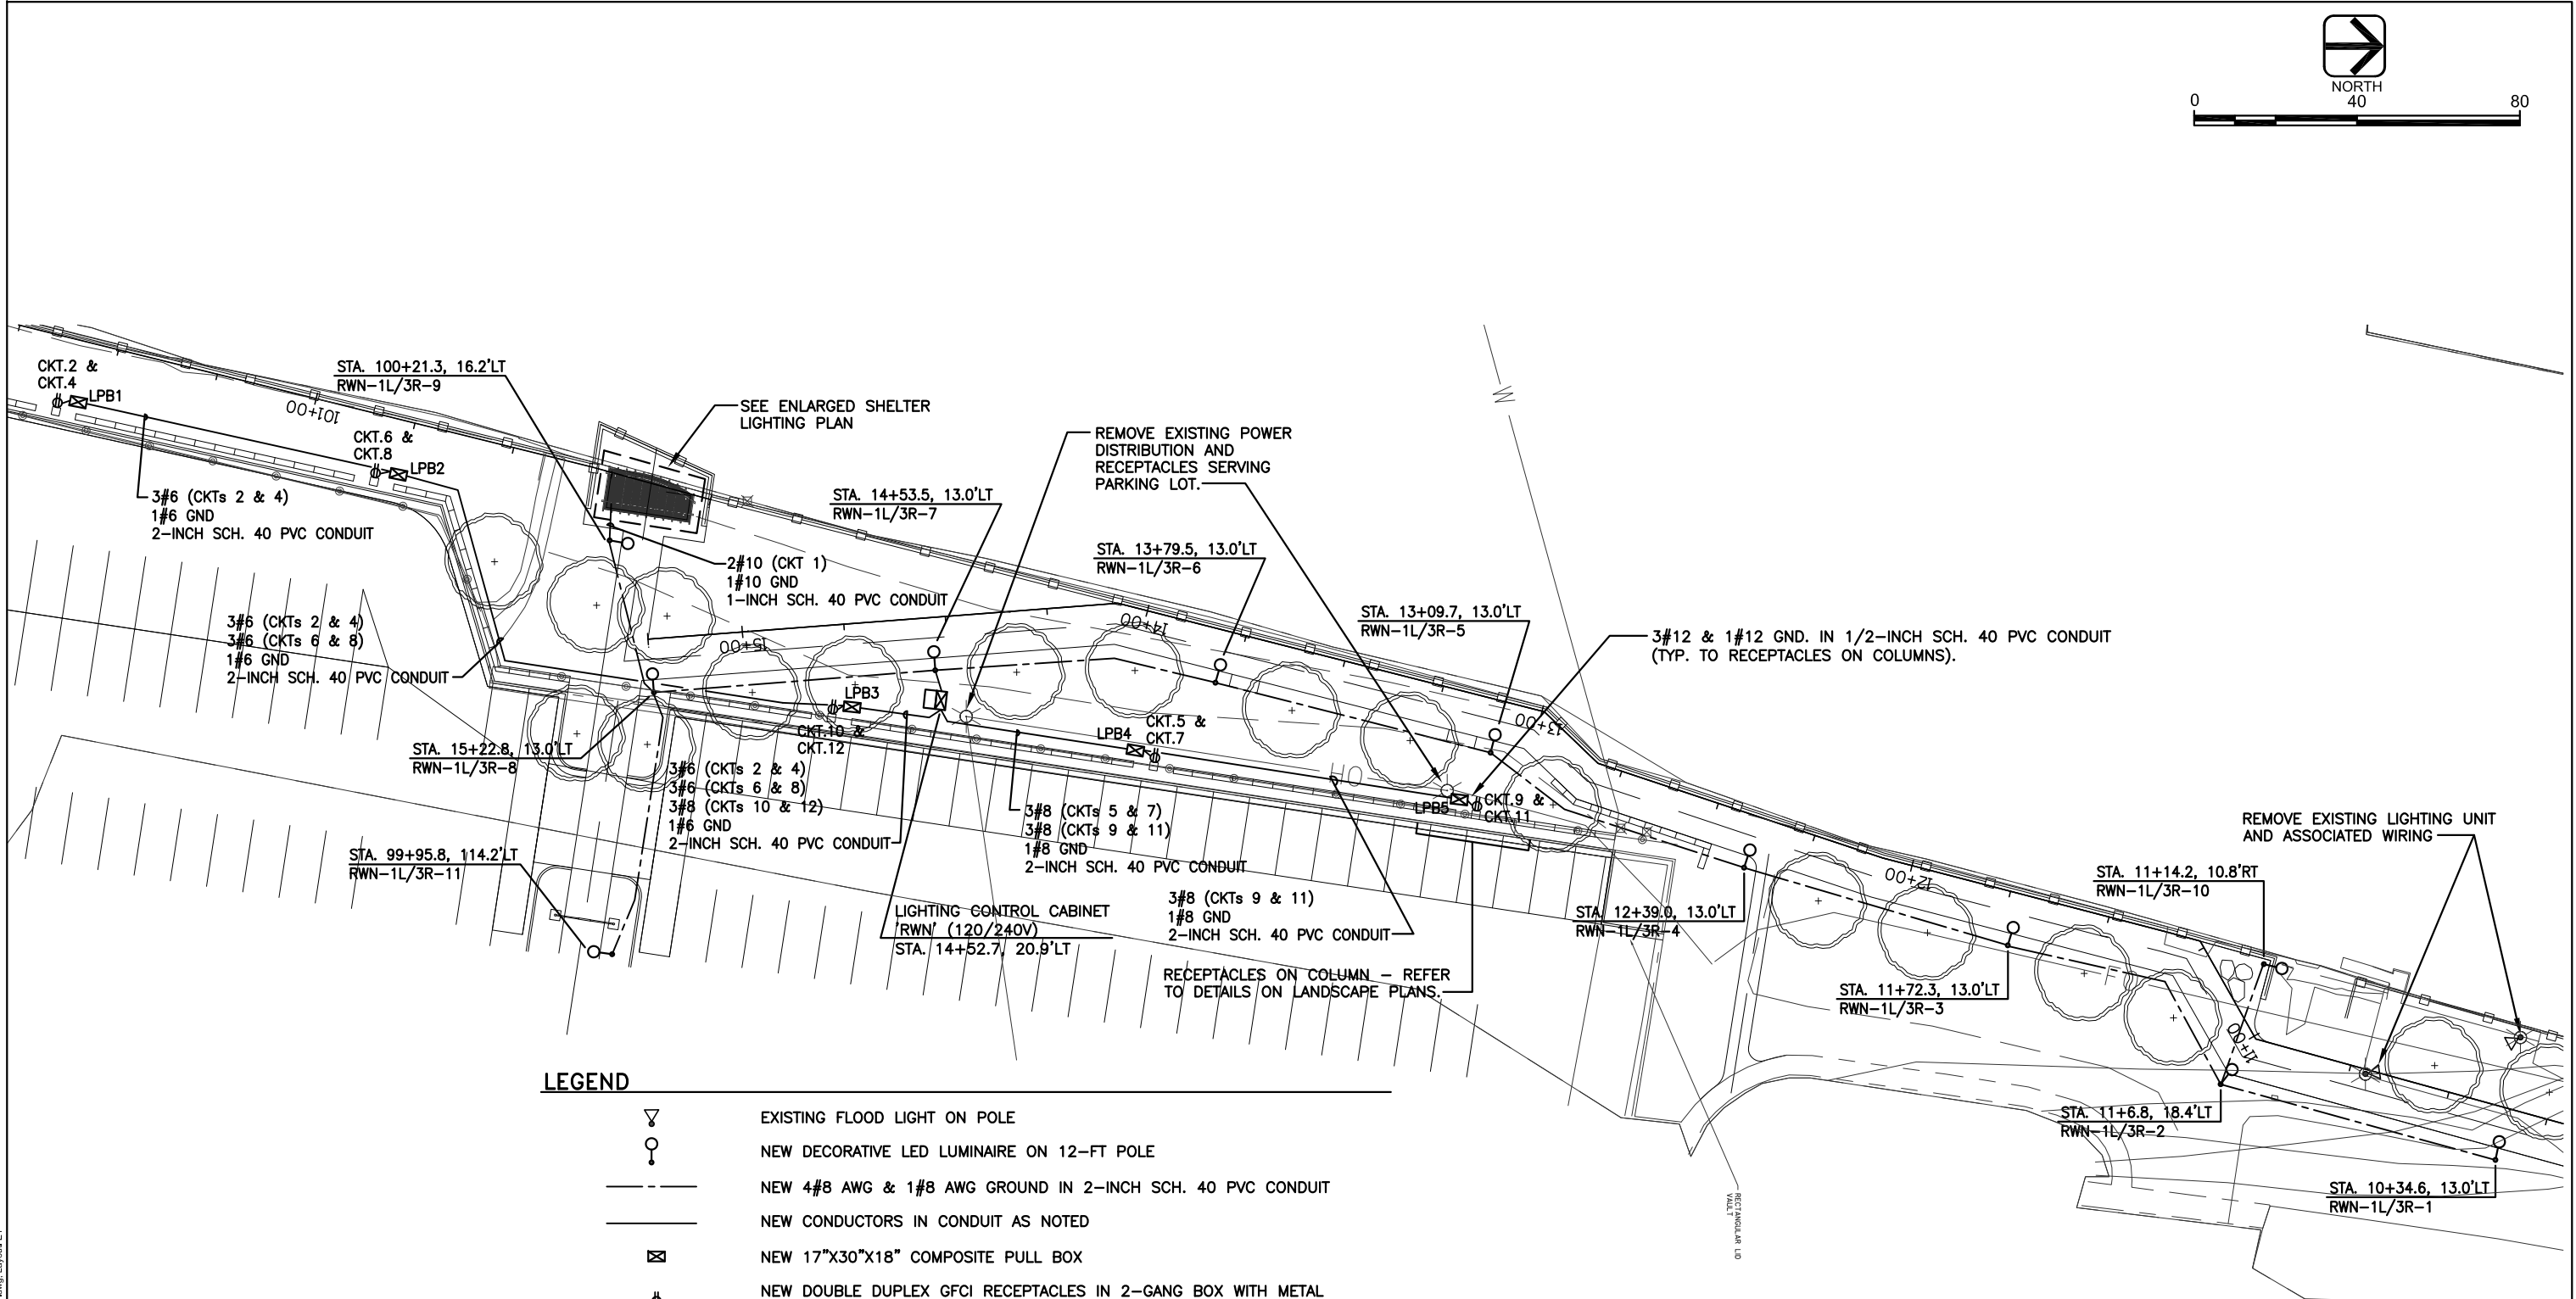 NORTH
0 40 80
CKT.2 &
CKT.4
LPB1
STA. 100+21.3, 16.2'LT
RWN-1L/3R-9
101+00
CKT.6 &
CKT.8
LPB2
SEE ENLARGED SHELTER
LIGHTING PLAN
REMOVE EXISTING POWER
DISTRIBUTION AND
RECEPTACLES SERVING
PARKING LOT.
W
3#6 (CKTs 2 & 4)
1#6 GND
2-INCH SCH. 40 PVC CONDUIT
STA. 14+53.5, 13.0'LT
RWN-1L/3R-7
STA. 13+79.5, 13.0'LT
RWN-1L/3R-6
2#10 (CKT 1)
1#10 GND
1-INCH SCH. 40 PVC CONDUIT
STA. 13+09.7, 13.0'LT
RWN-1L/3R-5
3#6 (CKTs 2 & 4)
3#6 (CKTs 6 & 8)
1#6 GND
2-INCH SCH. 40 PVC CONDUIT
15+00
14+00
3#12 & 1#12 GND. IN 1/2-INCH SCH. 40 PVC CONDUIT
(TYP. TO RECEPTACLES ON COLUMNS).
LPB3
CKT.10 &
CKT.12
LPB4
CKT.5 &
CKT.7
13+00
STA. 15+22.8, 13.0'LT
RWN-1L/3R-8
3#6 (CKTs 2 & 4)
3#6 (CKTs 6 & 8)
3#8 (CKTs 10 & 12)
1#6 GND
2-INCH SCH. 40 PVC CONDUIT
3#8 (CKTs 5 & 7)
3#8 (CKTs 9 & 11)
1#8 GND
2-INCH SCH. 40 PVC CONDUIT
LPB5
CKT.9 &
CKT.11
REMOVE EXISTING LIGHTING UNIT
AND ASSOCIATED WIRING
STA. 99+95.8, 114.2'LT
RWN-1L/3R-11
12+00
STA. 11+14.2, 10.8'RT
RWN-1L/3R-10
LIGHTING CONTROL CABINET
'RWN' (120/240V)
STA. 14+52.7, 20.9'LT
3#8 (CKTs 9 & 11)
1#8 GND
2-INCH SCH. 40 PVC CONDUIT
STA. 12+39.0, 13.0'LT
RWN-1L/3R-4
RECEPTACLES ON COLUMN - REFER
TO DETAILS ON LANDSCAPE PLANS.
STA. 11+72.3, 13.0'LT
RWN-1L/3R-3
11+00
STA. 11+6.8, 18.4'LT
RWN-1L/3R-2
STA. 10+34.6, 13.0'LT
RWN-1L/3R-1
RECTANGULAR LID
VAULT
LEGEND
EXISTING FLOOD LIGHT ON POLE
NEW DECORATIVE LED LUMINAIRE ON 12-FT POLE
NEW 4#8 AWG & 1#8 AWG GROUND IN 2-INCH SCH. 40 PVC CONDUIT
NEW CONDUCTORS IN CONDUIT AS NOTED
NEW 17"X30"X18" COMPOSITE PULL BOX
NEW DOUBLE DUPLEX GFCI RECEPTACLES IN 2-GANG BOX WITH METAL